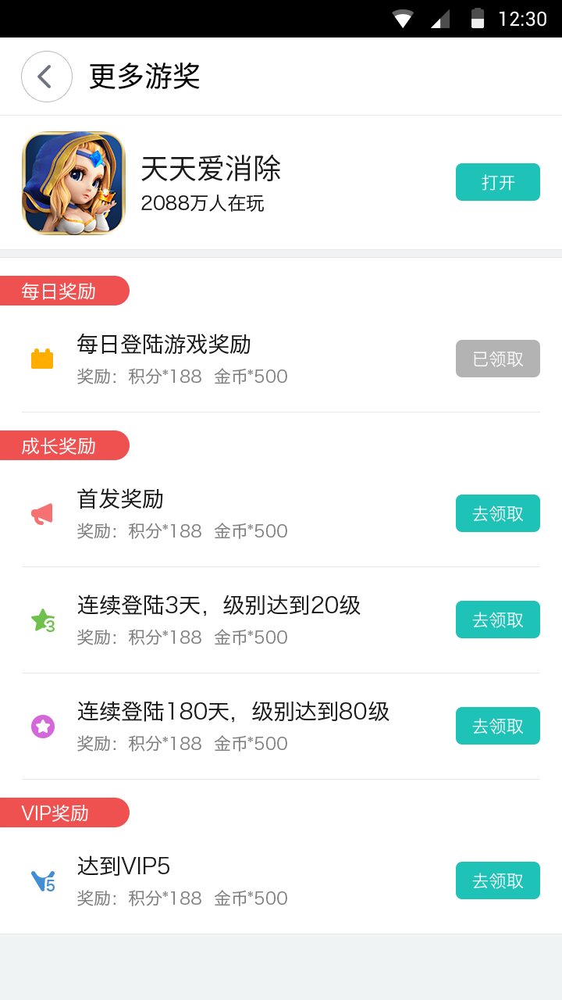 12:30
更多游奖
天天爱消除
2088万人在玩
打开
每日奖励
每日登陆游戏奖励
奖励：积分*188 金币*500
已领取
成长奖励
首发奖励
奖励：积分*188 金币*500
去领取
3
连续登陆3天，级别达到20级
奖励：积分*188 金币*500
去领取
连续登陆180天，级别达到80级
奖励：积分*188 金币*500
去领取
VIP奖励
V5
达到VIP5
奖励：积分*188 金币*500
去领取